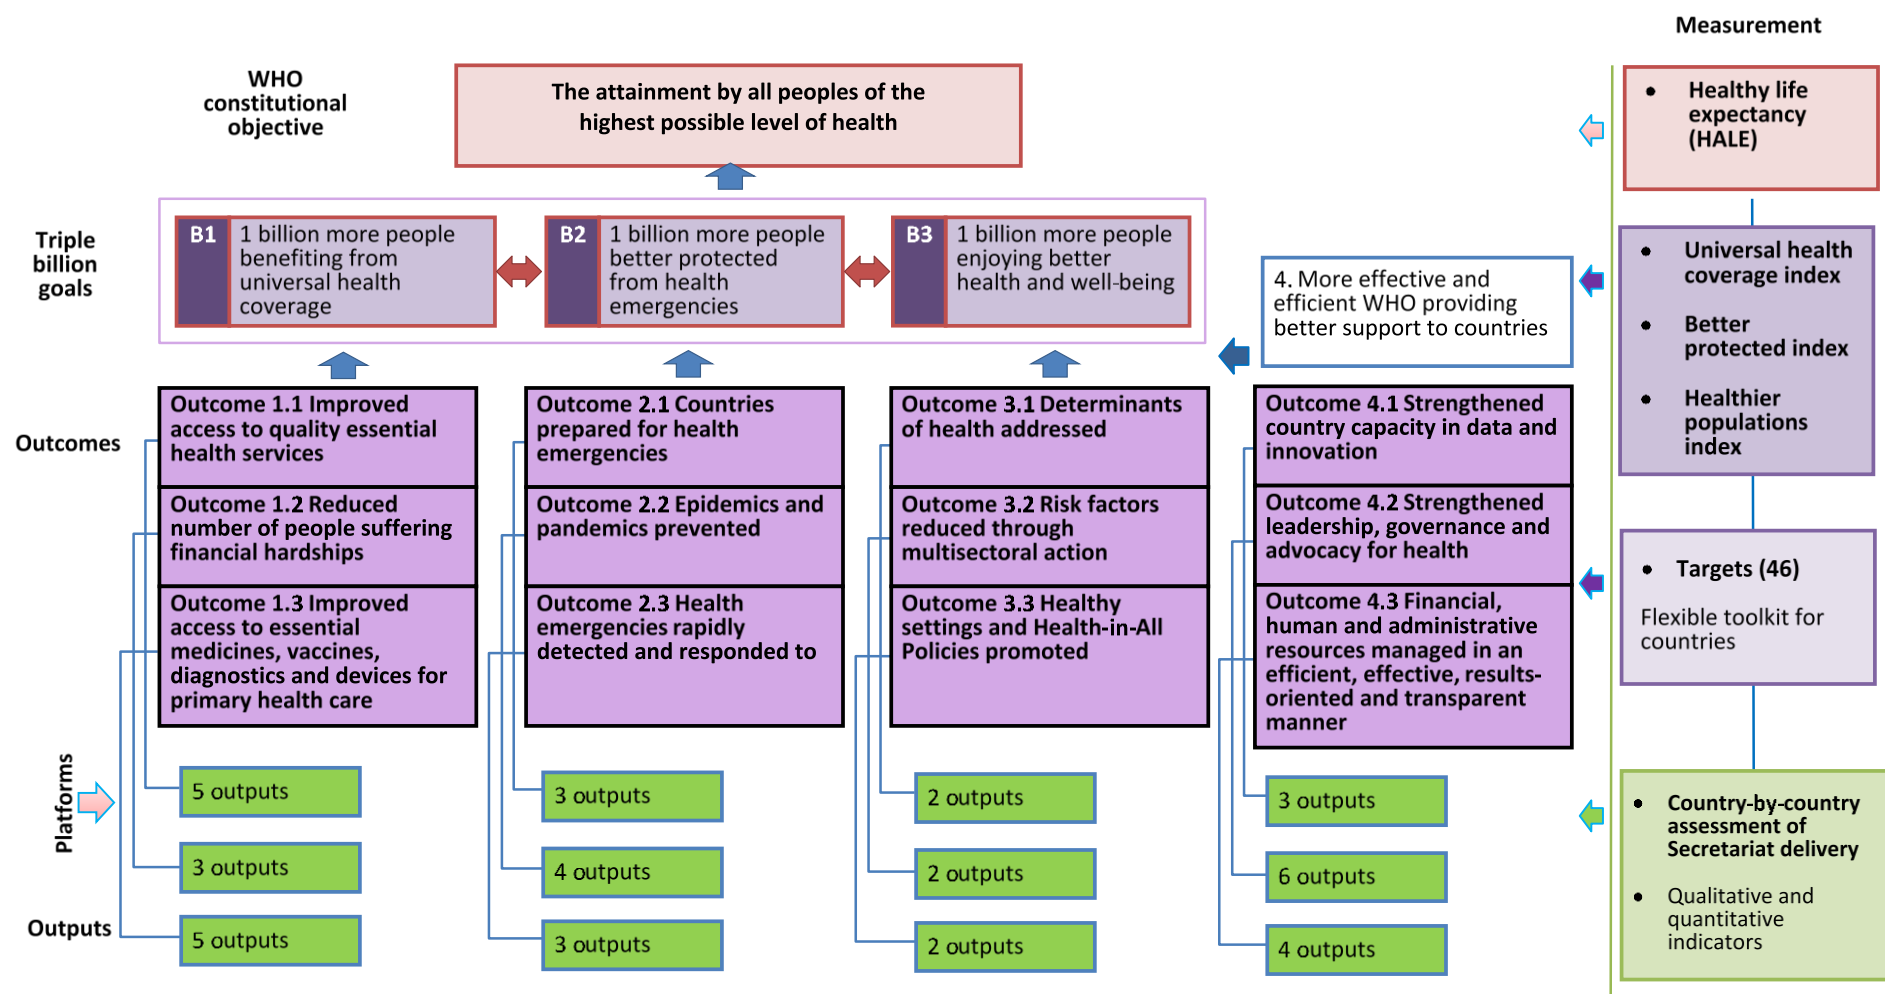 Measurement
WHO
constitutional
objective
The attainment by all peoples of the
highest possible level of health
Healthy life
expectancy
(HALE)
Triple
billion
goals
B1
1 billion more people
benefiting from
universal health
coverage
B2
1 billion more people
better protected
from health
emergencies
B3
1 billion more people
enjoying better
health and well-being
4. More effective and
efficient WHO providing
better support to countries
Universal health
coverage index
Better
protected index
Healthier
populations
index
Outcomes
Outcome 1.1 Improved
access to quality essential
health services
Outcome 1.2 Reduced
number of people suffering
financial hardships
Outcome 1.3 Improved
access to essential
medicines, vaccines,
diagnostics and devices for
primary health care
Outcome 2.1 Countries
prepared for health
emergencies
Outcome 2.2 Epidemics and
pandemics prevented
Outcome 2.3 Health
emergencies rapidly
detected and responded to
Outcome 3.1 Determinants
of health addressed
Outcome 3.2 Risk factors
reduced through
multisectoral action
Outcome 3.3 Healthy
settings and Health-in-All
Policies promoted
Outcome 4.1 Strengthened
country capacity in data and
innovation
Outcome 4.2 Strengthened
leadership, governance and
advocacy for health
Outcome 4.3 Financial,
human and administrative
resources managed in an
efficient, effective, results-
oriented and transparent
manner
Targets (46)
Flexible toolkit for
countries
Platforms
Outputs
5 outputs
3 outputs
5 outputs
3 outputs
4 outputs
3 outputs
2 outputs
2 outputs
2 outputs
3 outputs
6 outputs
4 outputs
Country-by-country
assessment of
Secretariat delivery
Qualitative and
quantitative
indicators